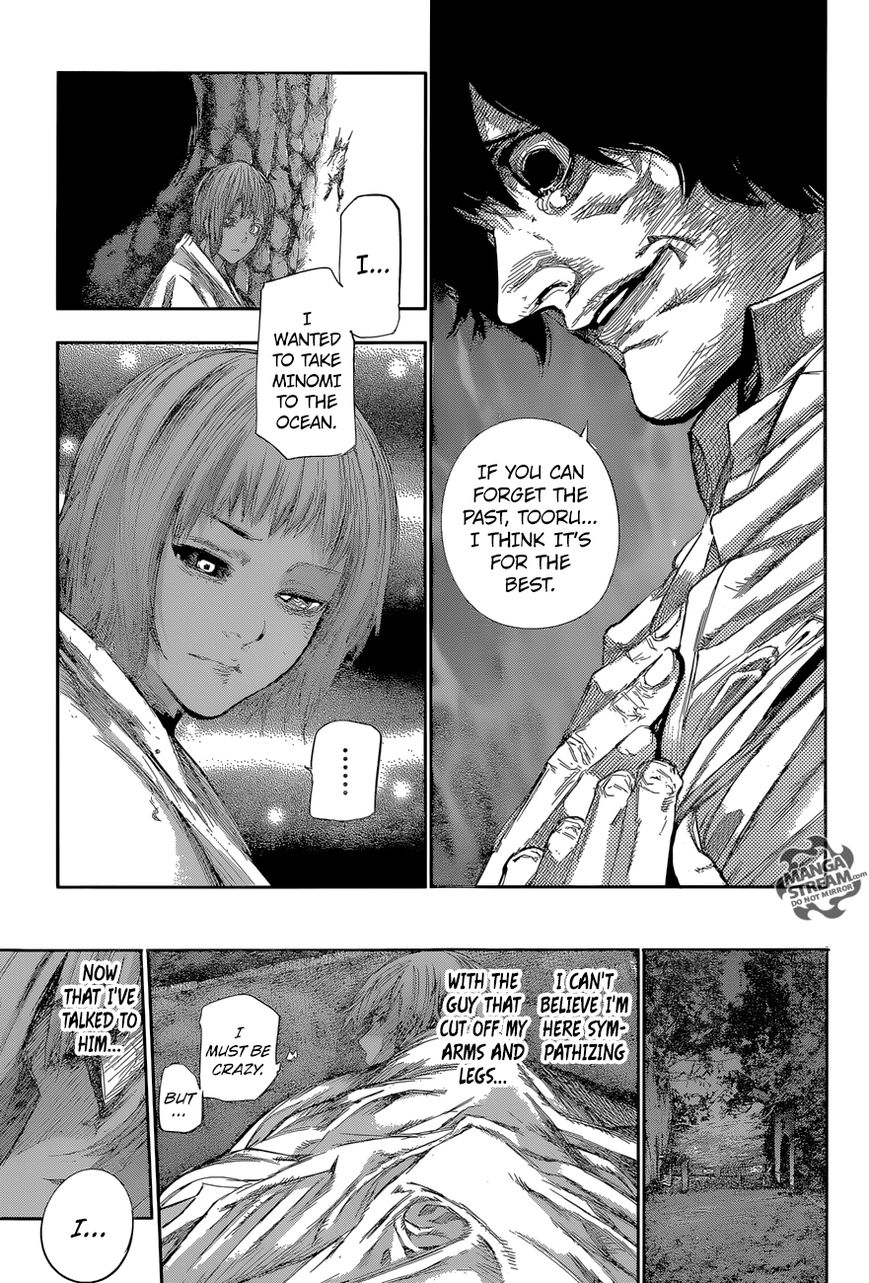 IF YOU CAN
FORGET THE
PAST, TOORU...
I THINK IT'S
FOR THE
BEST.
I...
I
WANTED
TO TAKE
MINOMI
TO THE
OCEAN.
......
MANGA
STREAM.com
DO NOT MIRROR
I CAN'T
BELIEVE I'M
HERE SYM-
PATHIZING
WITH THE
GUY THAT
CUT OFF MY
ARMS AND
LEGS...
I
MUST BE
CRAZY.
BUT
...
NOW
THAT I'VE
TALKED TO
HIM...
I...